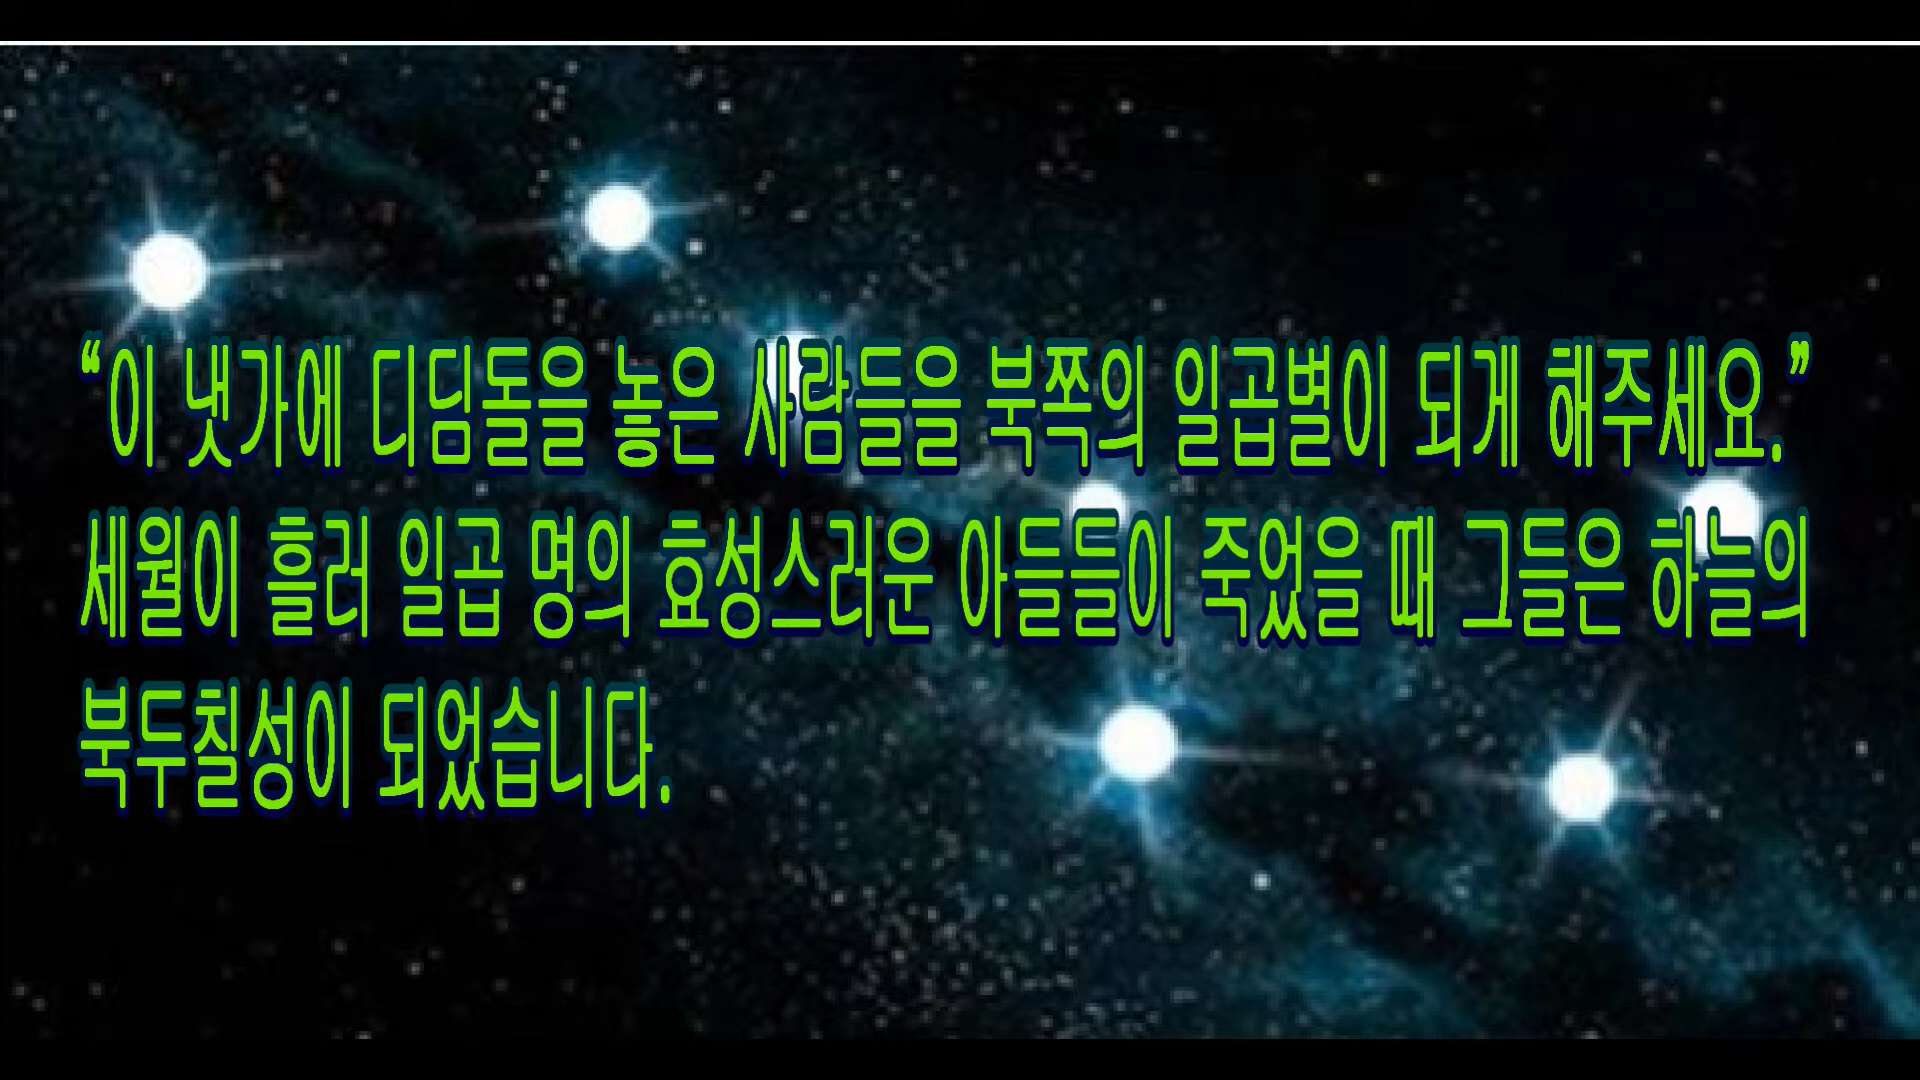 “이 냇가에 디딤돌을 놓은 사람들을 북쪽의 일곱별이 되게 해주세요.”
세월이 흘러 일곱 명의 효성스러운 아들들이 죽었을 때 그들은 하늘의
북두칠성이 되었습니다.